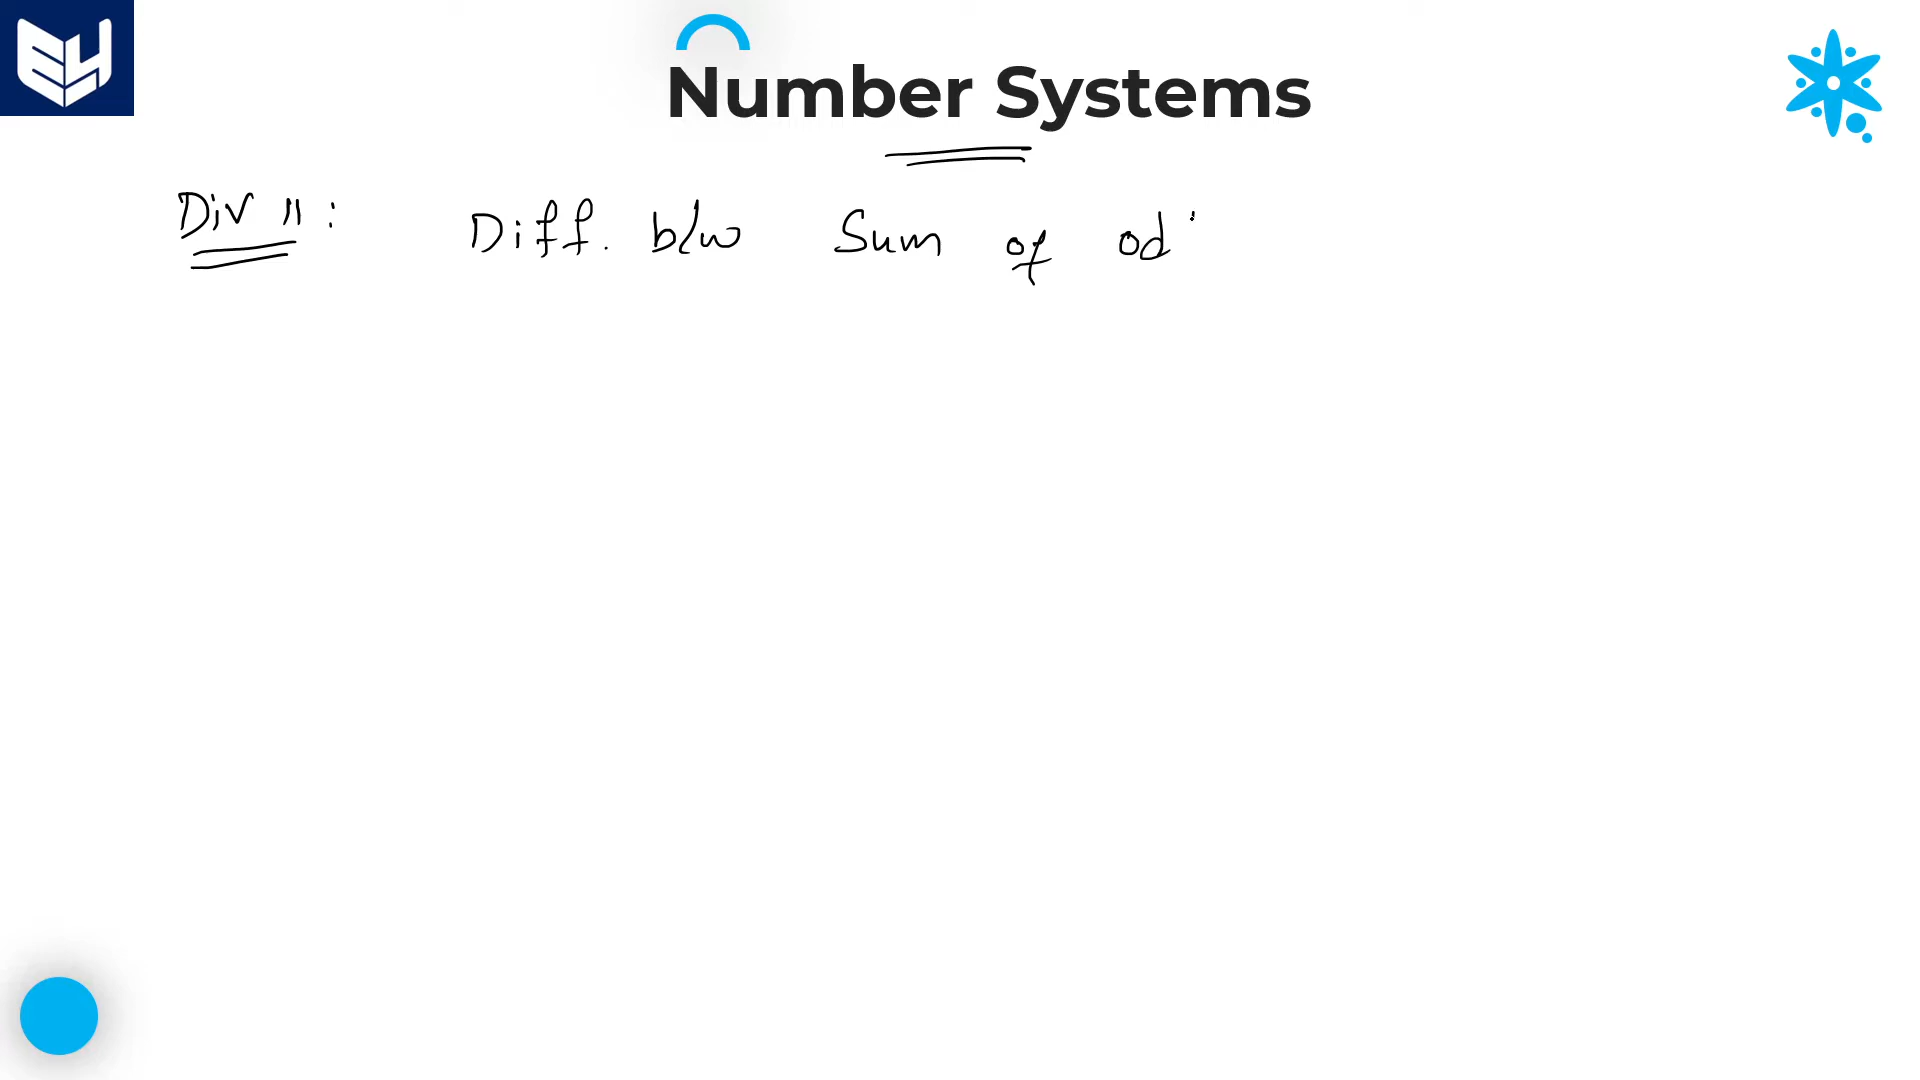 Number Systems
Div 11: Diff. b/w Sum of od